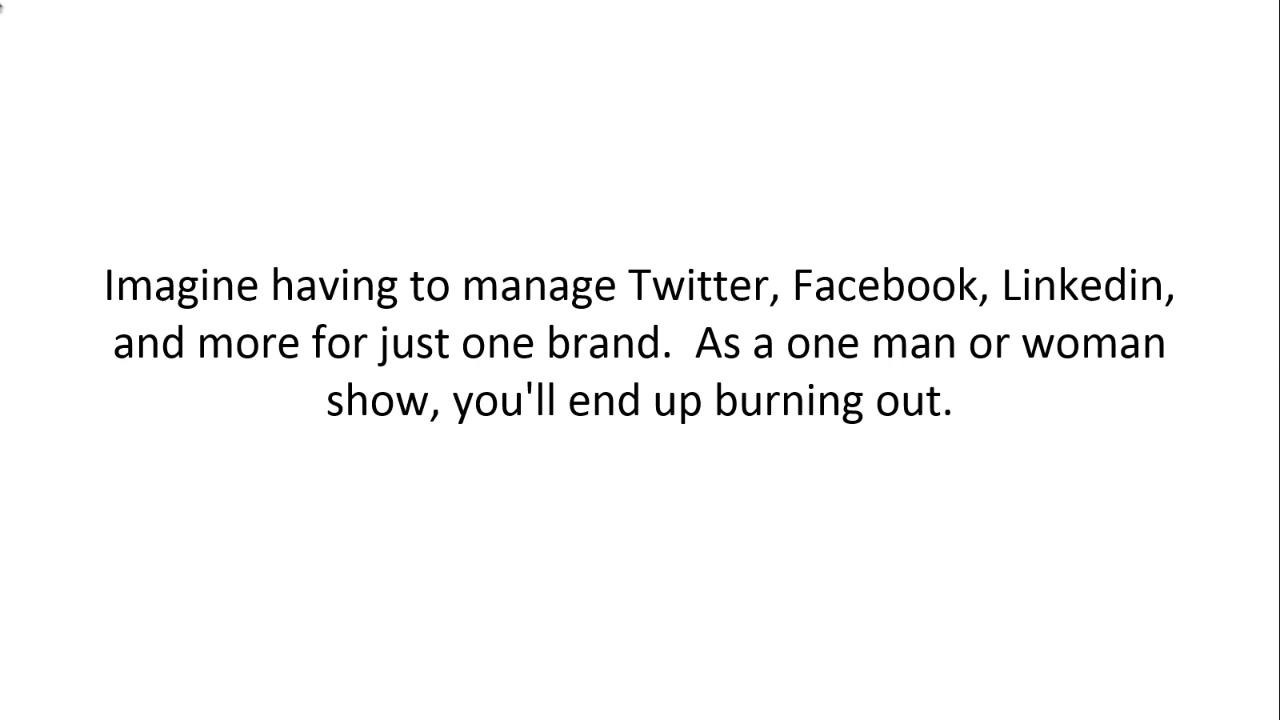 Imagine having to manage Twitter, Facebook, Linkedin,
and more for just one brand.  As a one man or woman
show, you'll end up burning out.